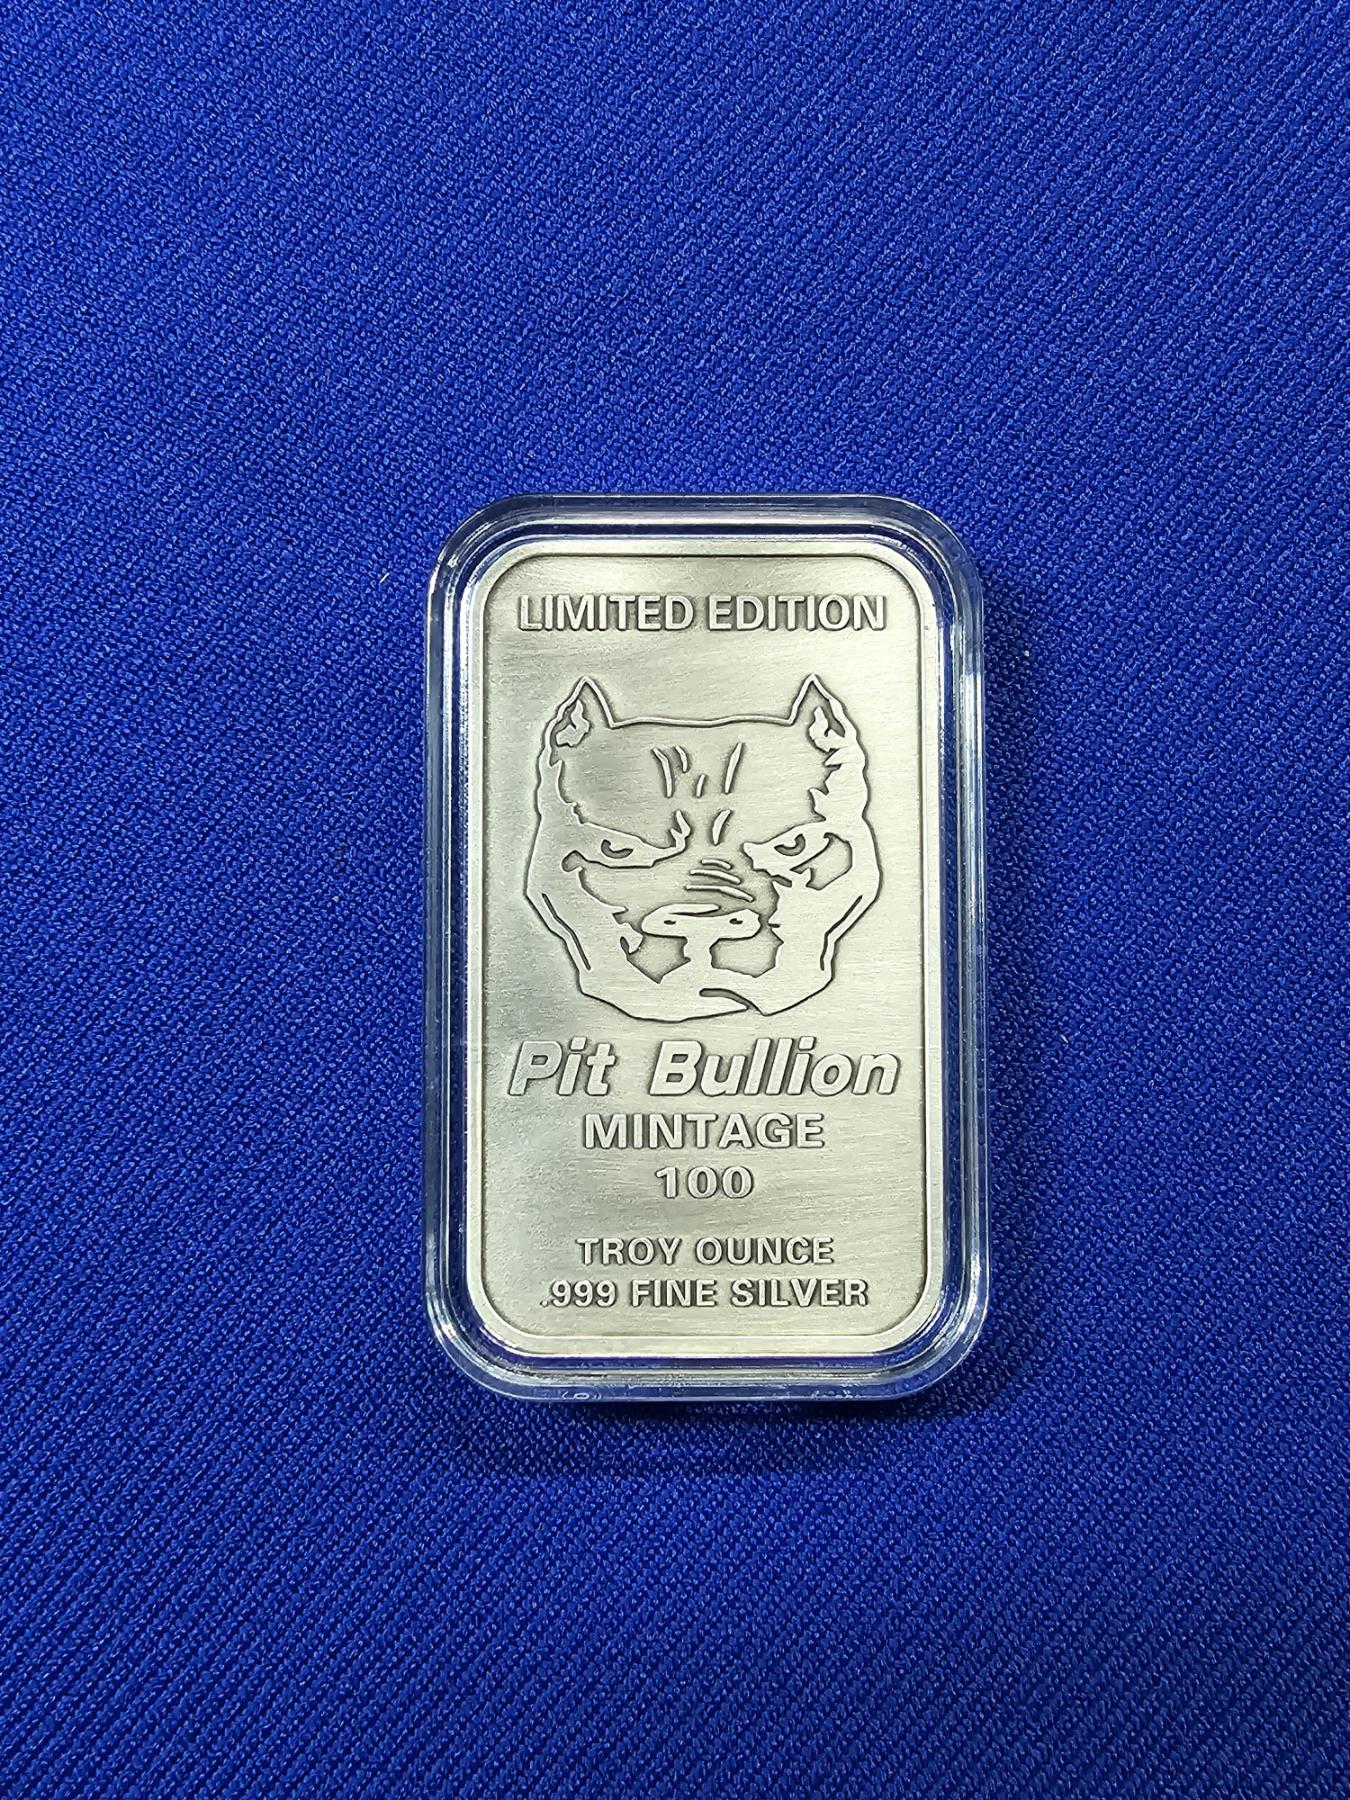 LIMITED EDITION
Pit Bullion
MINTAGE
100
TROY OUNCE
.999 FINE SILVER